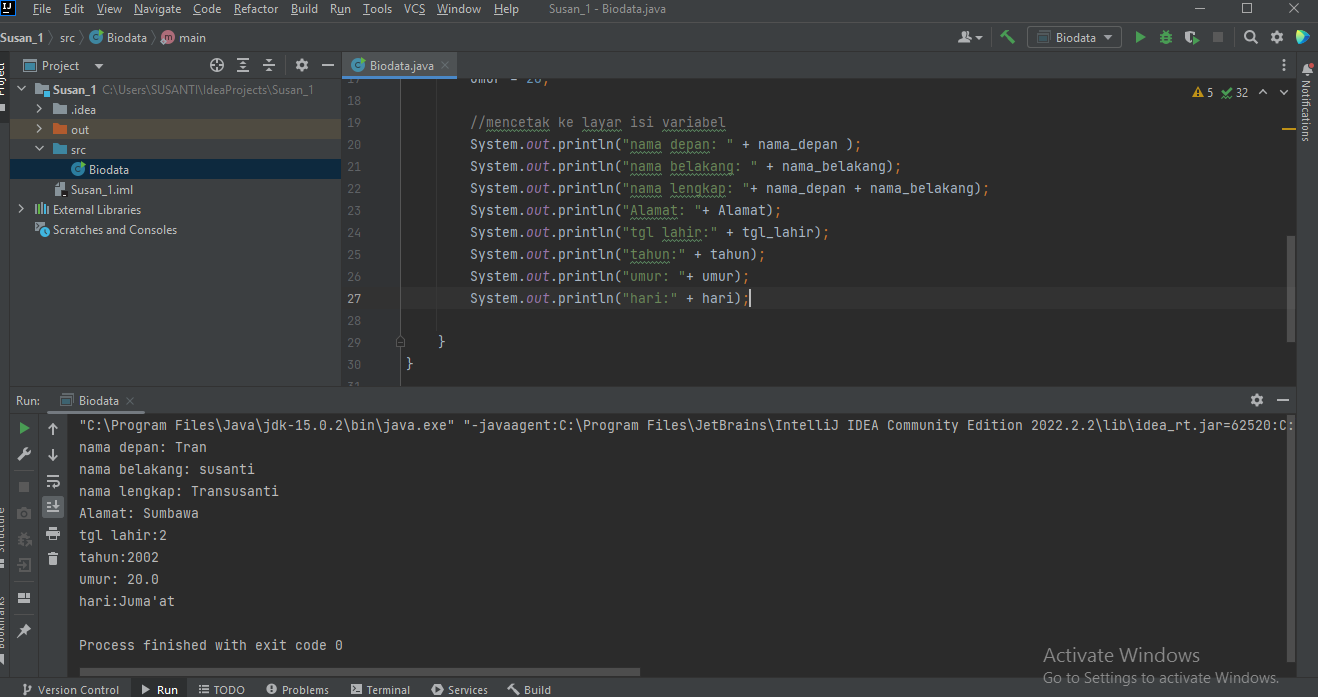 File Edit View Navigate Code Refactor Build Run Tools VCS Window Help Susan_1 - Biodata.java
Susan_1 src Biodata main Biodata
Project Biodata.java
Susan_1 C:\Users\SUSANTI\IdeaProjects\Susan_1
.idea
out
src
Biodata
Susan_1.iml
External Libraries
Scratches and Consoles
Project
Notifications
5 32
17 umur = 20;
18
19 //mencetak ke layar isi variabel
20 System.out.println("nama depan: " + nama_depan );
21 System.out.println("nama belakang: " + nama_belakang);
22 System.out.println("nama lengkap: "+ nama_depan + nama_belakang);
23 System.out.println("Alamat: "+ Alamat);
24 System.out.println("tgl lahir:" + tgl_lahir);
25 System.out.println("tahun:" + tahun);
26 System.out.println("umur: "+ umur);
27 System.out.println("hari:" + hari);
28
29 }
30 }
31
Run: Biodata
"C:\Program Files\Java\jdk-15.0.2\bin\java.exe" "-javaagent:C:\Program Files\JetBrains\IntelliJ IDEA Community Edition 2022.2.2\lib\idea_rt.jar=62520:C:
nama depan: Tran
nama belakang: susanti
nama lengkap: Transusanti
Alamat: Sumbawa
tgl lahir:2
tahun:2002
umur: 20.0
hari:Juma'at
Process finished with exit code 0
Structure
Bookmarks
Activate Windows
Go to Settings to activate Windows.
Version Control Run TODO Problems Terminal Services Build